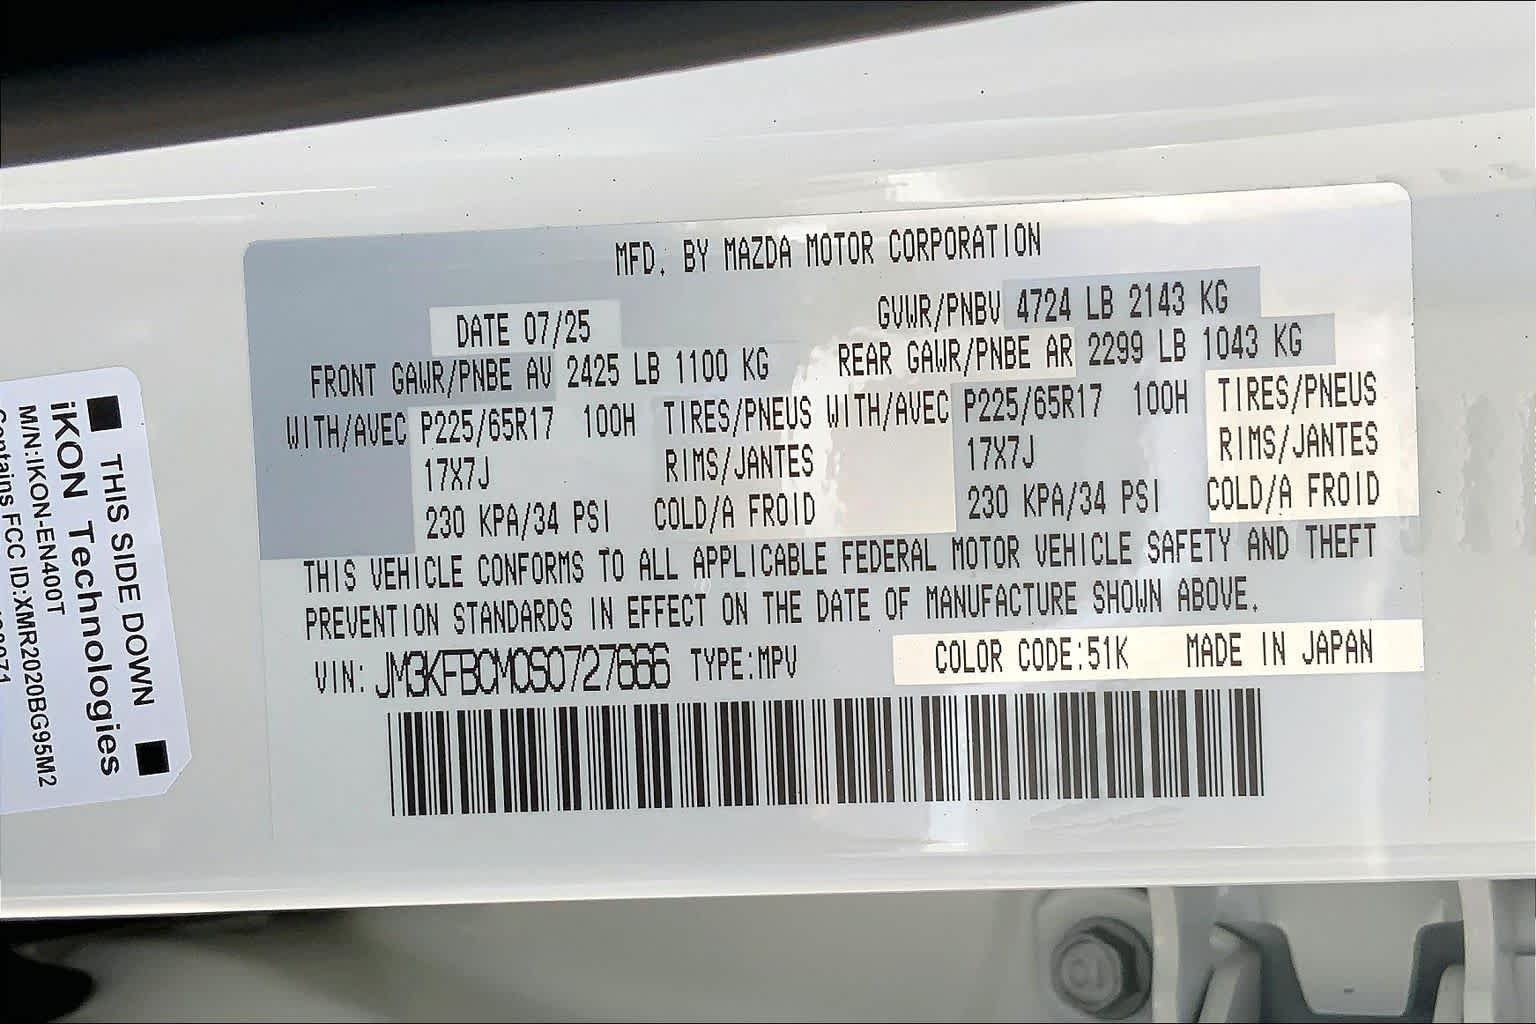 MFD. BY MAZDA MOTOR CORPORATION
DATE 07/25 GVWR/PNBV 4724 LB 2143 KG
FRONT GAWR/PNBE AV 2425 LB 1100 KG REAR GAWR/PNBE AR 2299 LB 1043 KG
WITH/AVEC P225/65R17 100H TIRES/PNEUS WITH/AVEC P225/65R17 100H TIRES/PNEUS
17X7J RIMS/JANTES 17X7J RIMS/JANTES
230 KPA/34 PSI COLD/A FROID 230 KPA/34 PSI COLD/A FROID
THIS VEHICLE CONFORMS TO ALL APPLICABLE FEDERAL MOTOR VEHICLE SAFETY AND THEFT
PREVENTION STANDARDS IN EFFECT ON THE DATE OF MANUFACTURE SHOWN ABOVE.
VIN: JM3KFBCM0S0727666 TYPE:MPV COLOR CODE:51K MADE IN JAPAN
THIS SIDE DOWN
iKON Technologies
M/N:IKON-EN400T
Contains FCC ID:XMR2020BG95M2